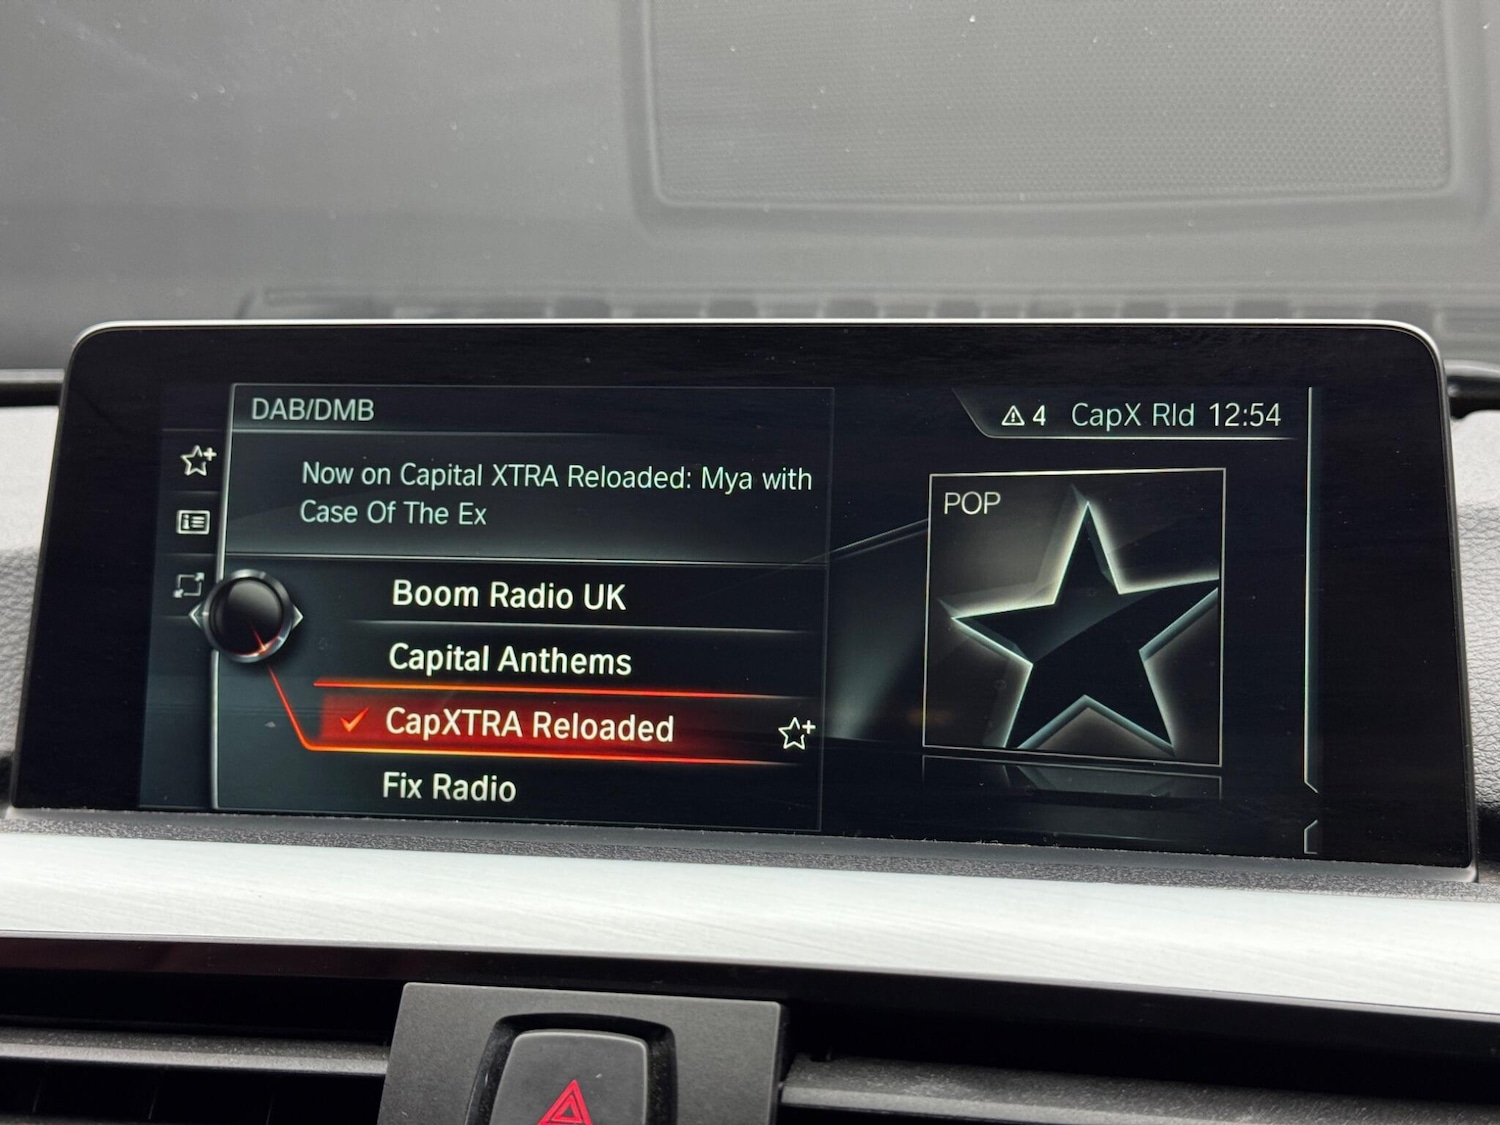 DAB/DMB
4 CapX Rld 12:54
Now on Capital XTRA Reloaded: Mya with
Case Of The Ex
POP
Boom Radio UK
Capital Anthems
CapXTRA Reloaded
Fix Radio